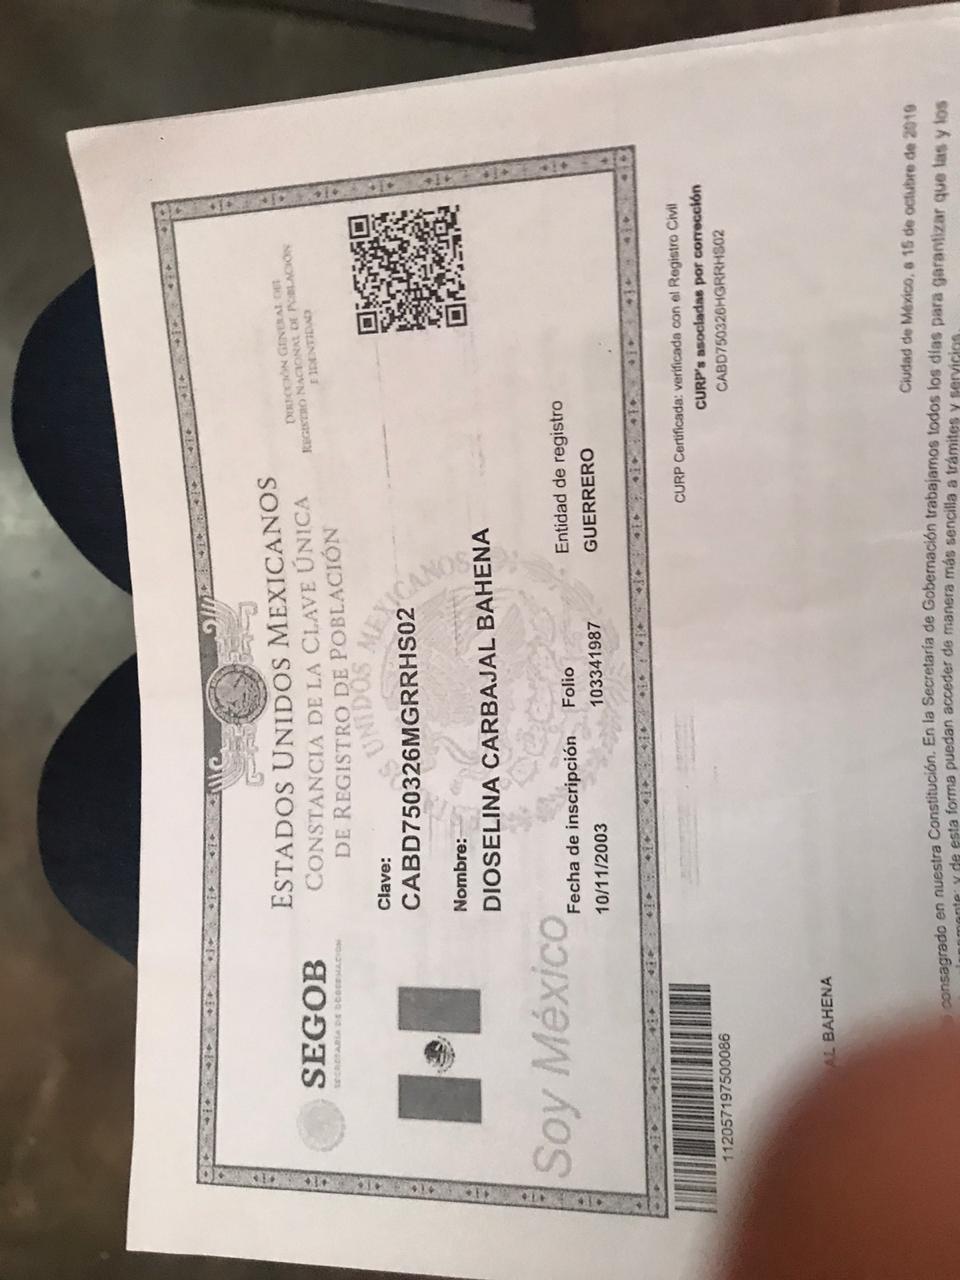 SEGOB
SECRETARÍA DE GOBERNACIÓN
ESTADOS UNIDOS MEXICANOS
CONSTANCIA DE LA CLAVE ÚNICA
DE REGISTRO DE POBLACIÓN
DIRECCIÓN GENERAL DEL
REGISTRO NACIONAL DE POBLACIÓN
E IDENTIDAD
Clave:
CABD750326MGRRHS02
Nombre:
DIOSELINA CARBAJAL BAHENA
Fecha de inscripción Folio Entidad de registro
10/11/2003 103341987 GUERRERO
Soy México
UNIDOS MEXICANOS
112057197500086
CURP Certificada: verificada con el Registro Civil
CURP's asociadas por corrección
CABD750326HGRRHS02
AL BAHENA
Ciudad de México, a 15 de octubre de 2019
consagrado en nuestra Constitución. En la Secretaría de Gobernación trabajamos todos los días para garantizar que las y los
y de esta forma puedan acceder de manera más sencilla a trámites y servicios.